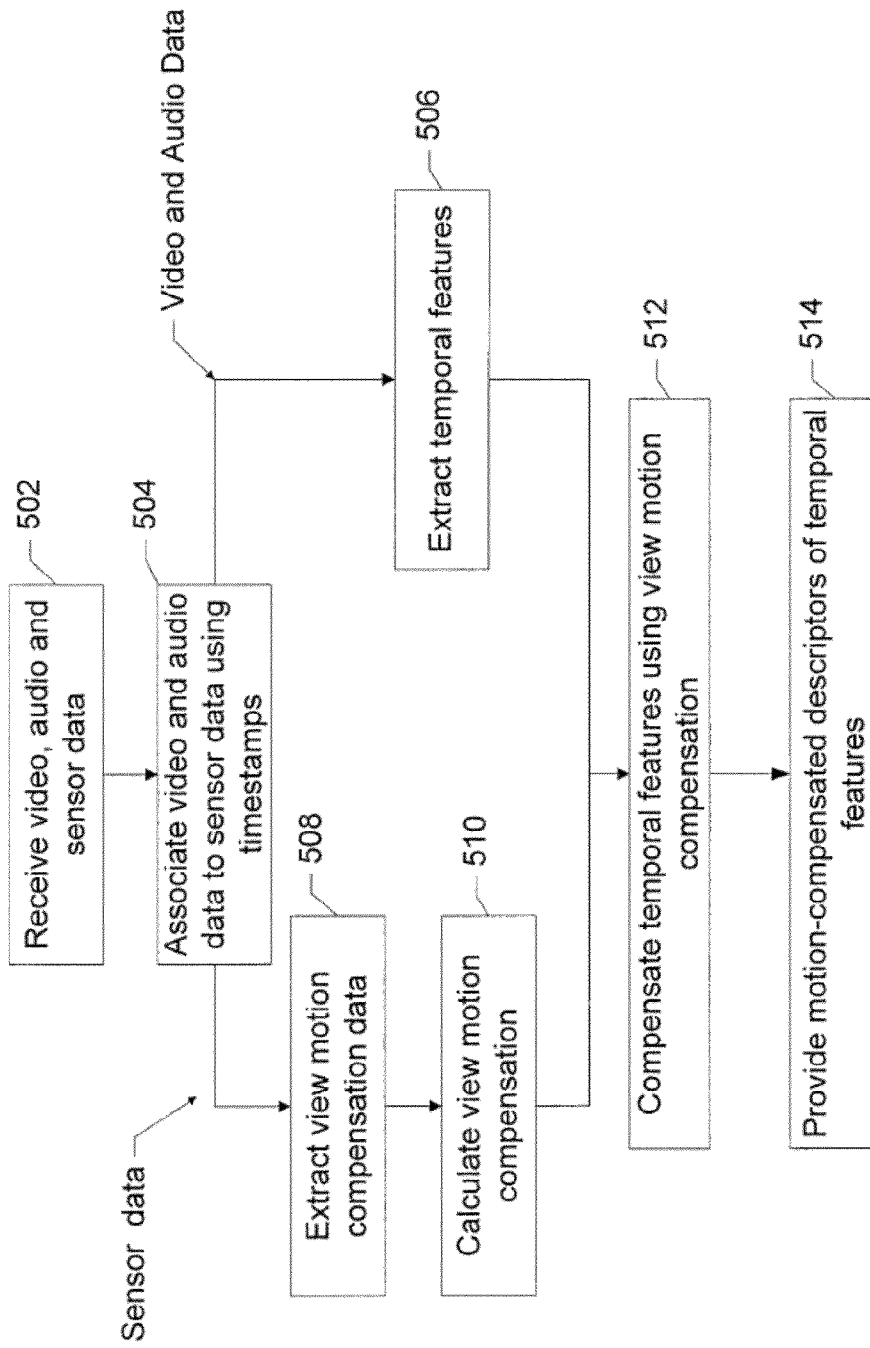 Receive video, audio and
sensor data
502
Associate video and audio
data to sensor data using
timestamps
504
Sensor data
Video and Audio Data
Extract view motion
compensation data
508
Extract temporal features
506
Calculate view motion
compensation
510
Compensate temporal features using view motion
compensation
512
Provide motion-compensated descriptors of temporal
features
514